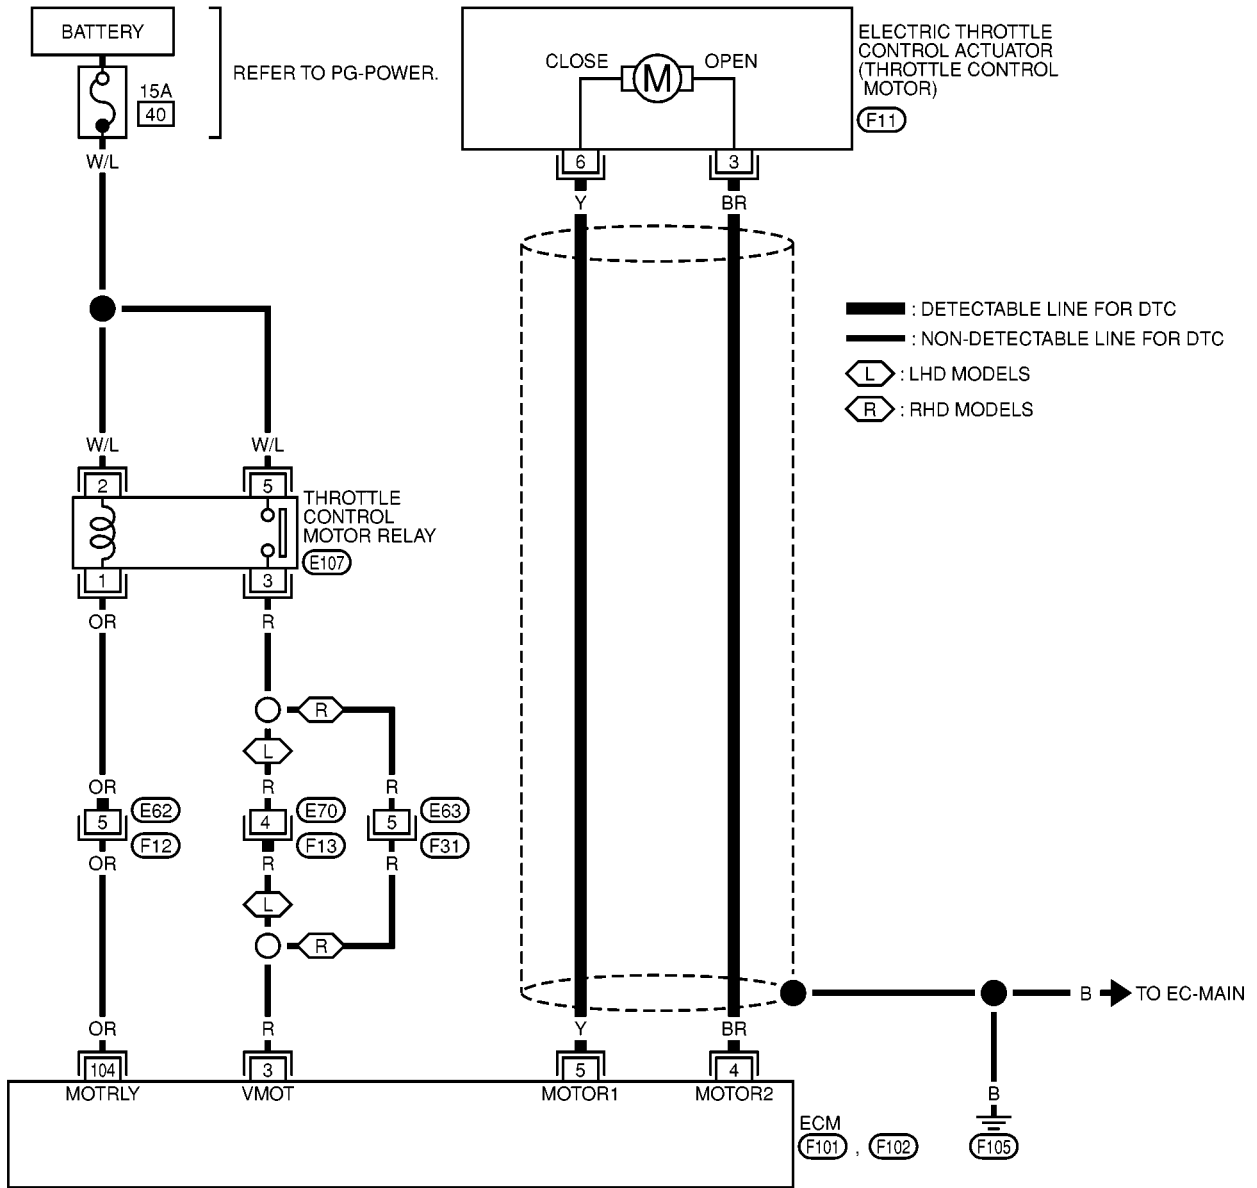 BATTERY
15A
40
REFER TO PG-POWER.
W/L
CLOSE
M
OPEN
ELECTRIC THROTTLE
CONTROL ACTUATOR
(THROTTLE CONTROL
MOTOR)
F11
6
3
Y
BR
: DETECTABLE LINE FOR DTC
: NON-DETECTABLE LINE FOR DTC
L : LHD MODELS
R : RHD MODELS
W/L
W/L
2
5
THROTTLE
CONTROL
MOTOR RELAY
E107
1
3
OR
R
R
L
OR
R
R
5
E62
4
E70
5
E63
F12
F13
F31
OR
R
R
L
R
OR
R
Y
BR
B
TO EC-MAIN
104
3
5
4
MOTRLY
VMOT
MOTOR1
MOTOR2
B
ECM
F101 , F102
F105